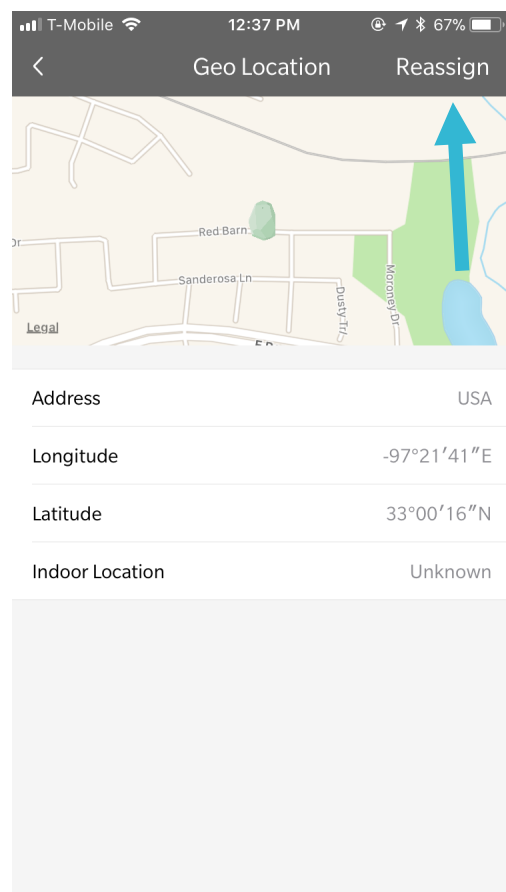 T-Mobile 12:37 PM 67%
Geo Location Reassign
Red Barn
Dr
Sanderosa Ln
Moroney Dr
Dusty Trl
Legal
Address USA
Longitude -97°21′41″E
Latitude 33°00′16″N
Indoor Location Unknown